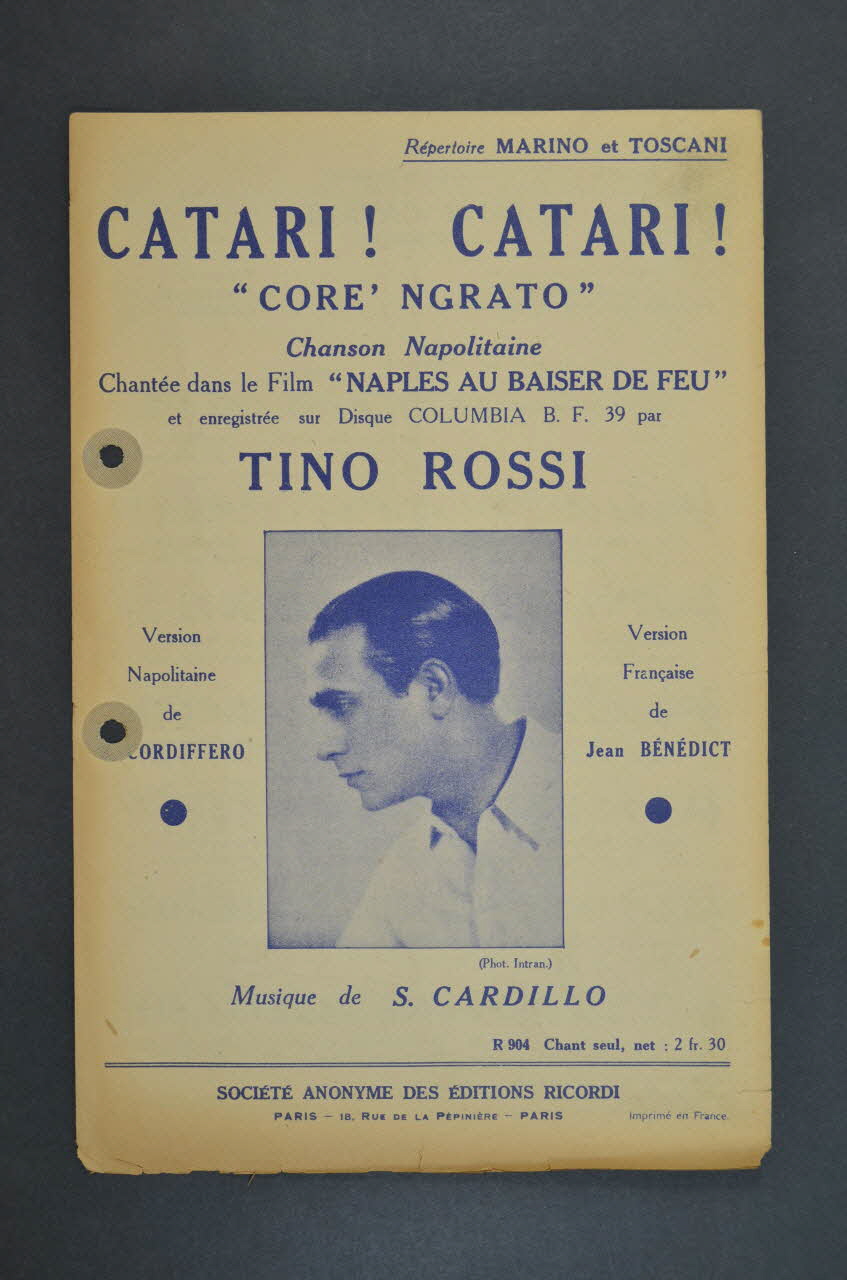 Répertoire MARINO et TOSCANI
CATARI ! CATARI !
“ CORE’ NGRATO ”
Chanson Napolitaine
Chantée dans le Film “NAPLES AU BAISER DE FEU”
et enregistrée sur Disque COLUMBIA B. F. 39 par
TINO ROSSI
Version
Napolitaine
de
CORDIFFERO
Version
Française
de
Jean BÉNÉDICT
(Phot. Intran.)
Musique de S. CARDILLO
R 904 Chant seul, net : 2 fr. 30
SOCIÉTÉ ANONYME DES ÉDITIONS RICORDI
PARIS — 18, RUE DE LA PÉPINIÈRE — PARIS
Imprimé en France.